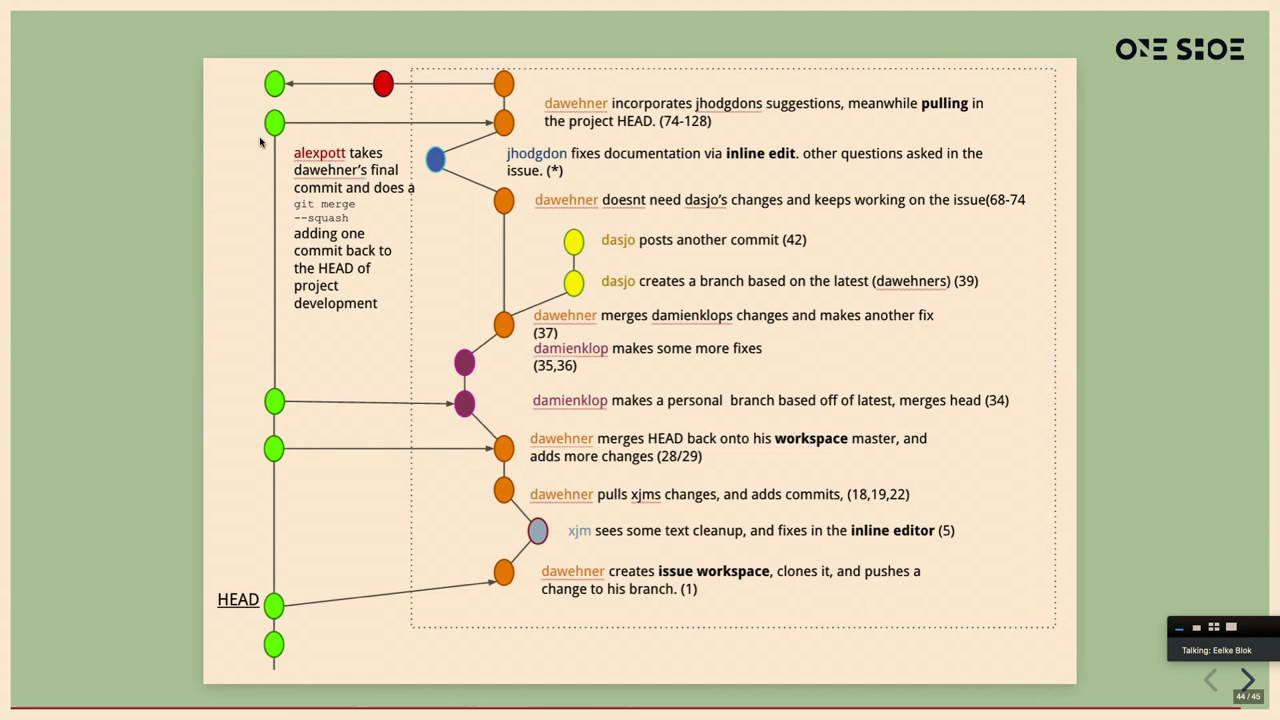 ONE SHOE
dawehner incorporates jhodgdons suggestions, meanwhile pulling in
the project HEAD. (74-128)
alexpott takes
dawehner's final
commit and does a
git merge
--squash
adding one
commit back to
the HEAD of
project
development
jhodgdon fixes documentation via inline edit. other questions asked in the
issue. (*)
dawehner doesnt need dasjo's changes and keeps working on the issue(68-74
dasjo posts another commit (42)
dasjo creates a branch based on the latest (dawehners) (39)
dawehner merges damienklops changes and makes another fix
(37)
damienklop makes some more fixes
(35,36)
damienklop makes a personal branch based off of latest, merges head (34)
dawehner merges HEAD back onto his workspace master, and
adds more changes (28/29)
dawehner pulls xjms changes, and adds commits, (18,19,22)
xjm sees some text cleanup, and fixes in the inline editor (5)
dawehner creates issue workspace, clones it, and pushes a
change to his branch. (1)
HEAD
Talking: Eelke Blok
44 / 45